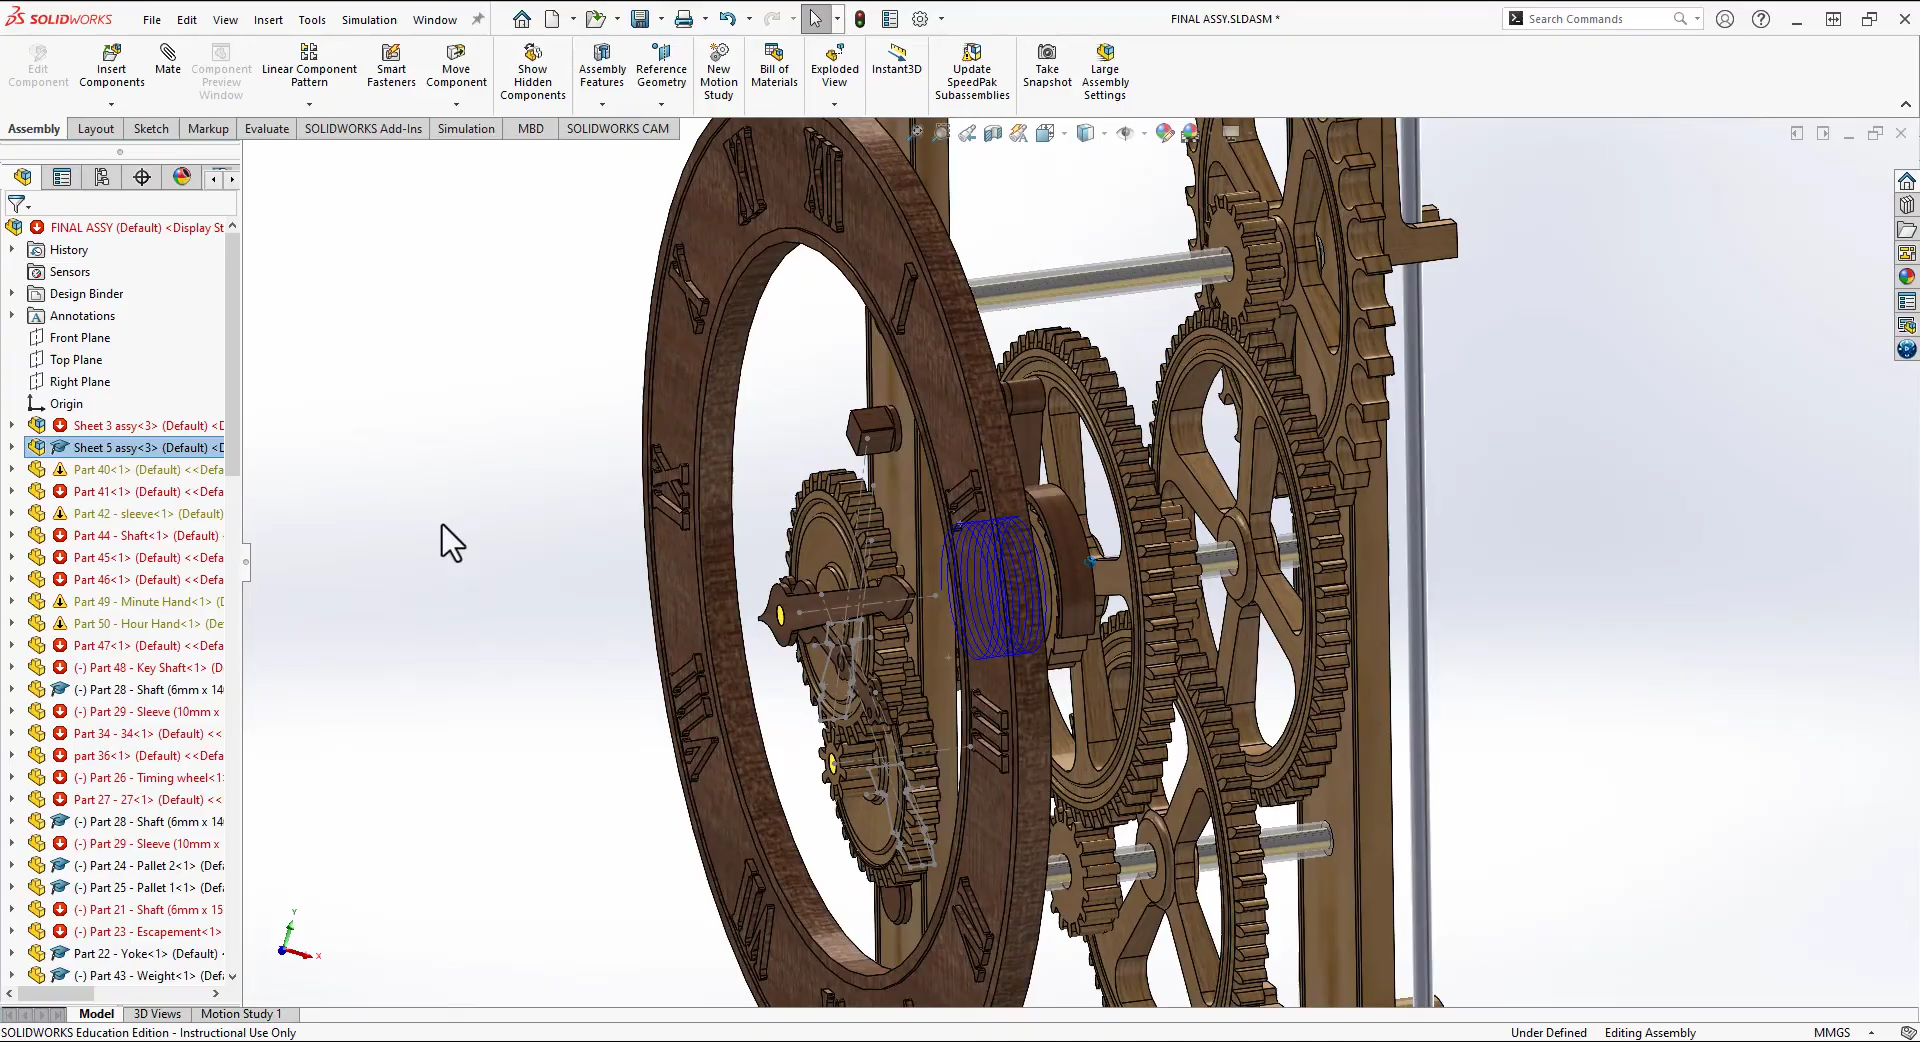 SOLIDWORKS File Edit View Insert Tools Simulation Window FINAL ASSY.SLDASM * Search Commands
Edit Component
Insert Components
Mate
Component Preview Window
Linear Component Pattern
Smart Fasteners
Move Component
Show Hidden Components
Assembly Features
Reference Geometry
New Motion Study
Bill of Materials
Exploded View
Instant3D
Update SpeedPak Subassemblies
Take Snapshot
Large Assembly Settings
Assembly Layout Sketch Markup Evaluate SOLIDWORKS Add-Ins Simulation MBD SOLIDWORKS CAM
FINAL ASSY (Default) <Display St
History
Sensors
Design Binder
Annotations
Front Plane
Top Plane
Right Plane
Origin
Sheet 3 assy<3> (Default) <D
Sheet 5 assy<3> (Default) <D
Part 40<1> (Default) <<Defa
Part 41<1> (Default) <<Defa
Part 42 - sleeve<1> (Default)
Part 44 - Shaft<1> (Default)
Part 45<1> (Default) <<Defa
Part 46<1> (Default) <<Defa
Part 49 - Minute Hand<1> (D
Part 50 - Hour Hand<1> (De
Part 47<1> (Default) <<Defa
(-) Part 48 - Key Shaft<1> (D
(-) Part 28 - Shaft (6mm x 140
(-) Part 29 - Sleeve (10mm x
(-) Part 34 - 34<1> (Default) <<
part 36<1> (Default) <<Defa
(-) Part 26 - Timing wheel<1>
(-) Part 27 - 27<1> (Default) <<
(-) Part 28 - Shaft (6mm x 140
(-) Part 29 - Sleeve (10mm x
(-) Part 24 - Pallet 2<1> (Defa
(-) Part 25 - Pallet 1<1> (Defa
(-) Part 21 - Shaft (6mm x 15
(-) Part 23 - Escapement<1>
Part 22 - Yoke<1> (Default)
(-) Part 43 - Weight<1> (Defa
Y
X
Model 3D Views Motion Study 1
SOLIDWORKS Education Edition - Instructional Use Only Under Defined Editing Assembly MMGS